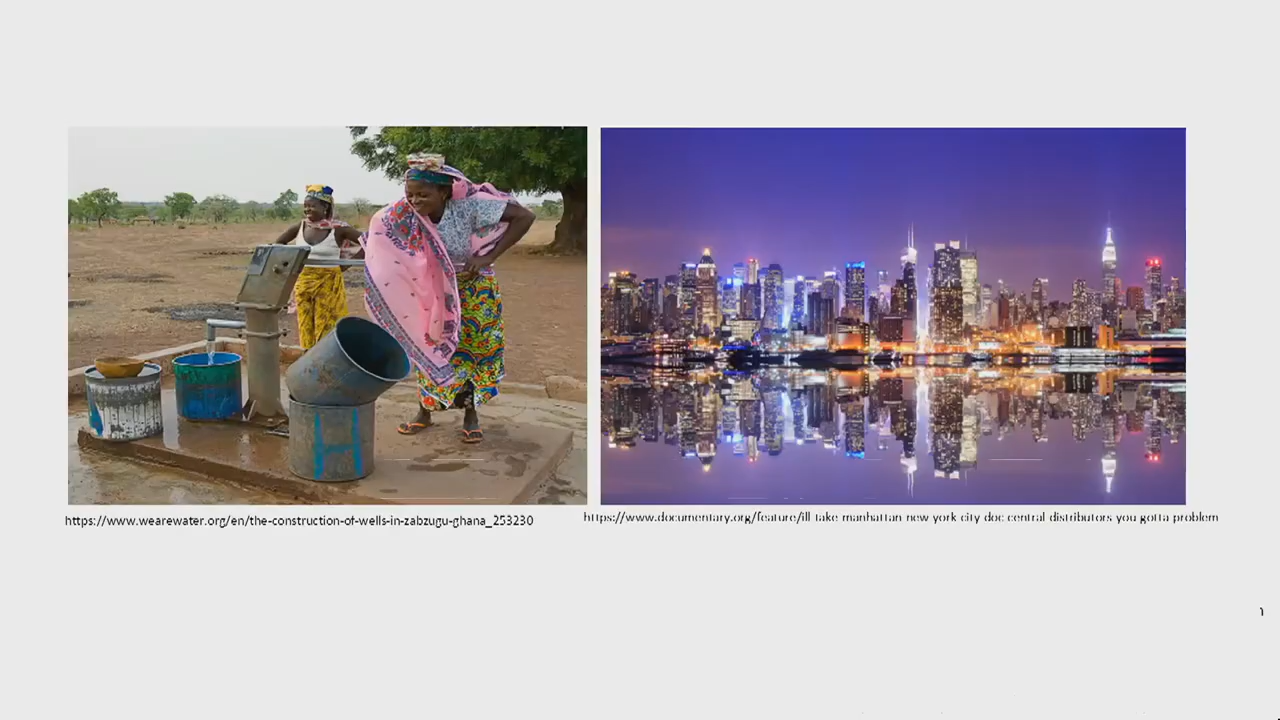 https://www.wearewater.org/en/the-construction-of-wells-in-zabzugu-ghana_253230
https://www.documentary.org/feature/ill-take-manhattan-new-york-city-doc-central-distributors-you-gotta-problem
H